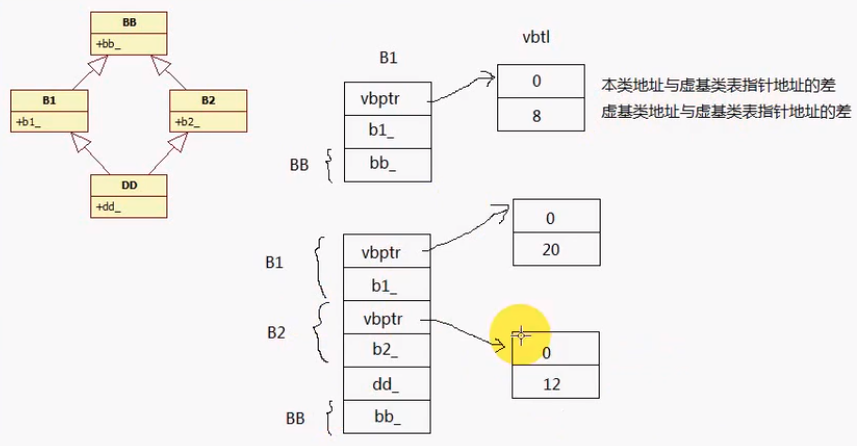 BB
+bb_
B1
+b1_
B2
+b2_
DD
+dd_
vbtl
B1
vbptr
b1_
BB
bb_
0
8
本类地址与虚基类表指针地址的差
虚基类地址与虚基类表指针地址的差
B1
vbptr
b1_
B2
vbptr
b2_
dd_
BB
bb_
0
20
0
12